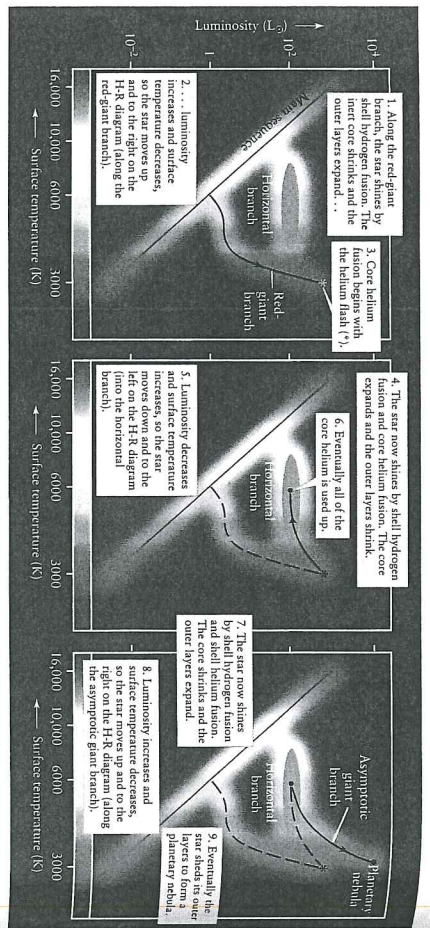 Luminosity (L☉) →
10⁴
10²
1
10⁻²
1. Along the red-giant
branch, the star shines by
shell hydrogen fusion. The
inert core shrinks and the
outer layers expand. . .
2. . . . luminosity
increases and surface
temperature decreases,
so the star moves up
and to the right on the
H-R diagram (along the
red-giant branch).
3. Core helium
fusion begins with
the helium flash (*).
Main sequence
Horizontal
branch
Red-
giant
branch
16,000 10,000 6000 3000
← Surface temperature (K)
4. The star now shines by shell hydrogen
fusion and core helium fusion. The core
expands and the outer layers shrink.
6. Eventually all of the
core helium is used up.
Horizontal
branch
5. Luminosity decreases
and surface temperature
increases, so the star
moves down and to the
left on the H-R diagram
(into the horizontal
branch).
16,000 10,000 6000 3000
← Surface temperature (K)
7. The star now shines
by shell hydrogen fusion
and shell helium fusion.
The core shrinks and the
outer layers expand.
Asymptotic
giant
branch
Planetary
nebula
Horizontal
branch
8. Luminosity increases and
surface temperature decreases,
so the star moves up and to the
right on the H-R diagram (along
the asymptotic giant branch).
9. Eventually the
star sheds its outer
layers to form a
planetary nebula.
16,000 10,000 6000 3000
← Surface temperature (K)